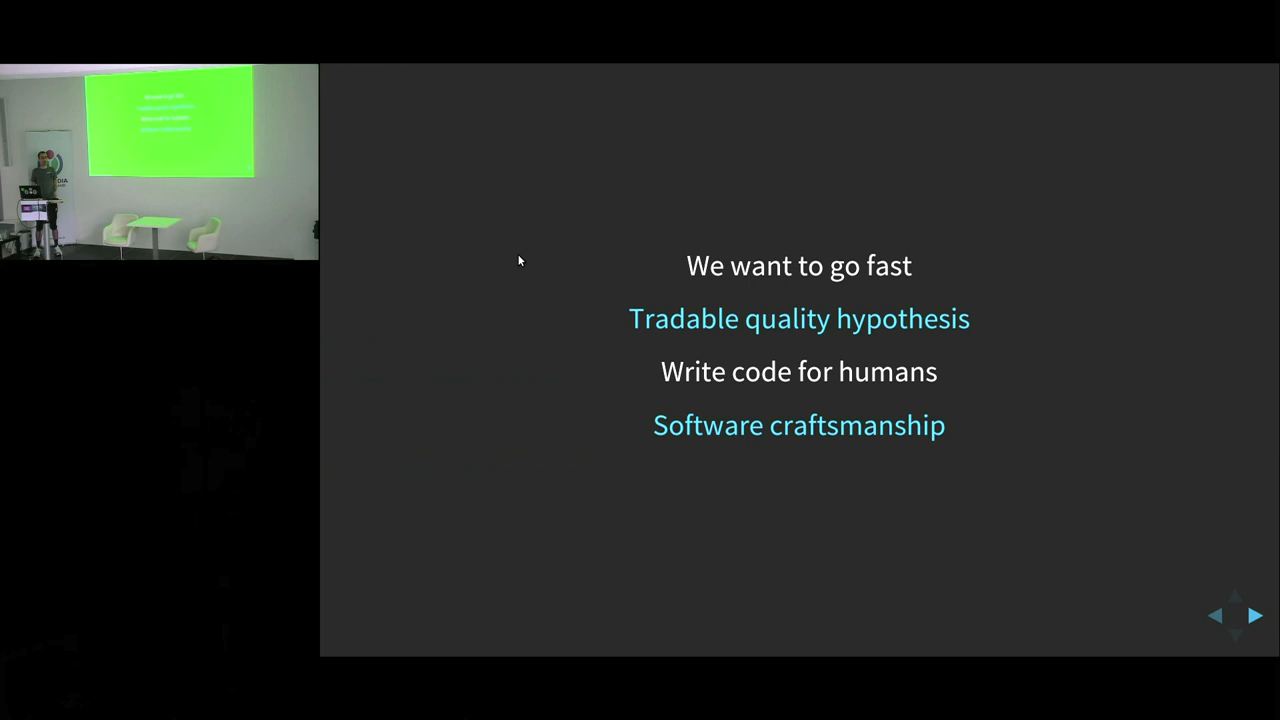 We want to go fast
Tradable quality hypothesis
Write code for humans
Software craftsmanship